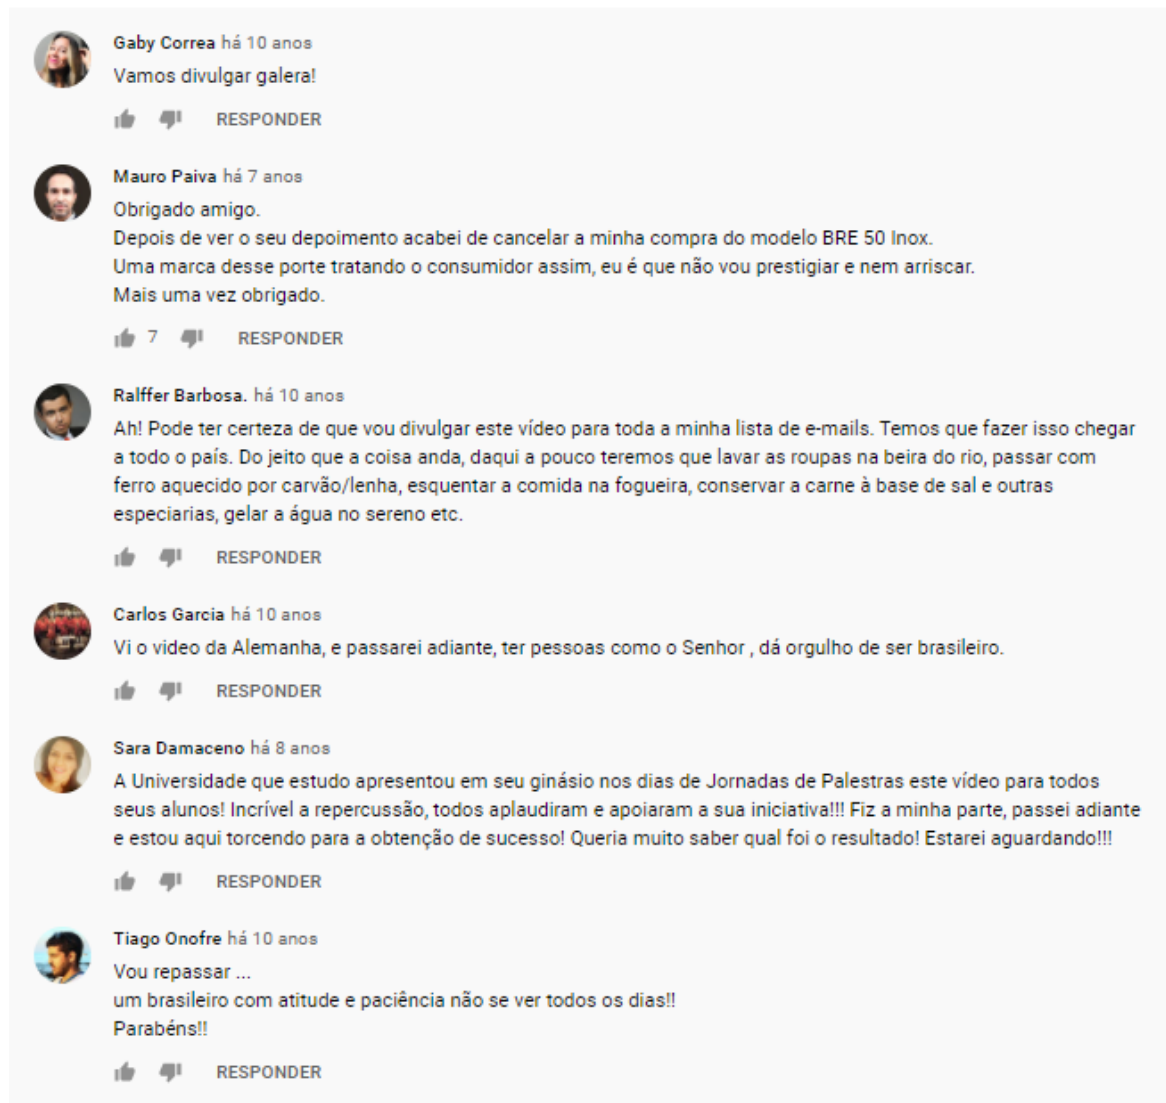 Gaby Correa há 10 anos
Vamos divulgar galera!
RESPONDER
Mauro Paiva há 7 anos
Obrigado amigo.
Depois de ver o seu depoimento acabei de cancelar a minha compra do modelo BRE 50 Inox.
Uma marca desse porte tratando o consumidor assim, eu é que não vou prestigiar e nem arriscar.
Mais uma vez obrigado.
7 RESPONDER
Ralffer Barbosa. há 10 anos
Ah! Pode ter certeza de que vou divulgar este vídeo para toda a minha lista de e-mails. Temos que fazer isso chegar
a todo o país. Do jeito que a coisa anda, daqui a pouco teremos que lavar as roupas na beira do rio, passar com
ferro aquecido por carvão/lenha, esquentar a comida na fogueira, conservar a carne à base de sal e outras
especiarias, gelar a água no sereno etc.
RESPONDER
Carlos Garcia há 10 anos
Vi o video da Alemanha, e passarei adiante, ter pessoas como o Senhor , dá orgulho de ser brasileiro.
RESPONDER
Sara Damaceno há 8 anos
A Universidade que estudo apresentou em seu ginásio nos dias de Jornadas de Palestras este vídeo para todos
seus alunos! Incrível a repercussão, todos aplaudiram e apoiaram a sua iniciativa!!! Fiz a minha parte, passei adiante
e estou aqui torcendo para a obtenção de sucesso! Queria muito saber qual foi o resultado! Estarei aguardando!!!
RESPONDER
Tiago Onofre há 10 anos
Vou repassar ...
um brasileiro com atitude e paciência não se ver todos os dias!!
Parabéns!!
RESPONDER